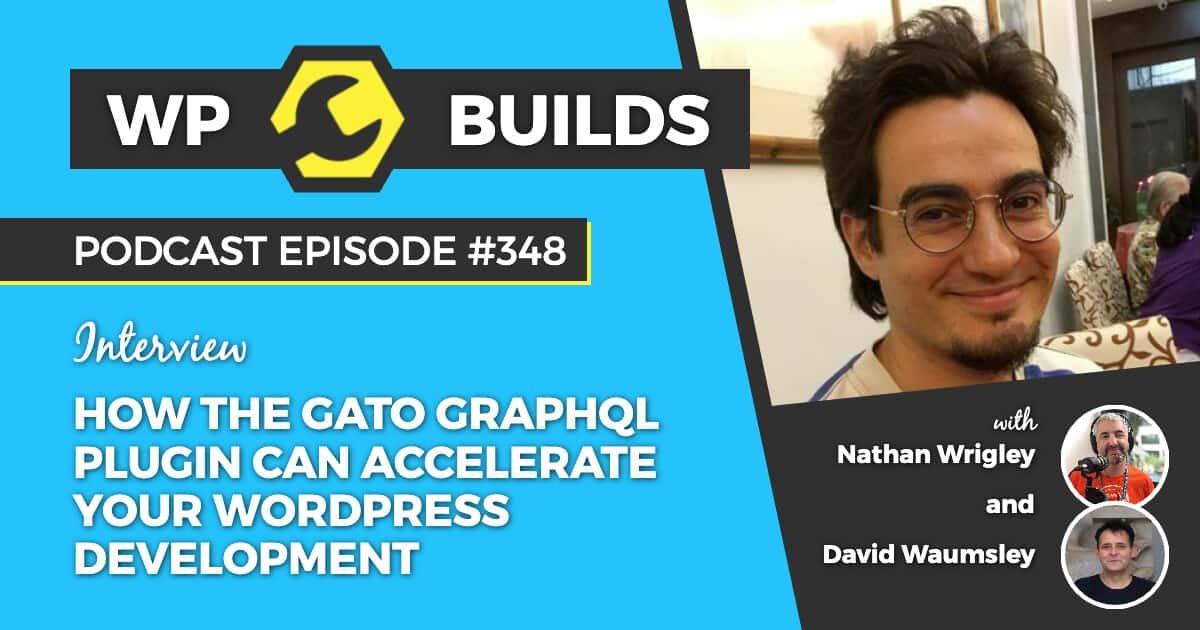 WP BUILDS
PODCAST EPISODE #348
Interview
HOW THE GATO GRAPHQL
PLUGIN CAN ACCELERATE
YOUR WORDPRESS
DEVELOPMENT
with
Nathan Wrigley
and
David Waumsley